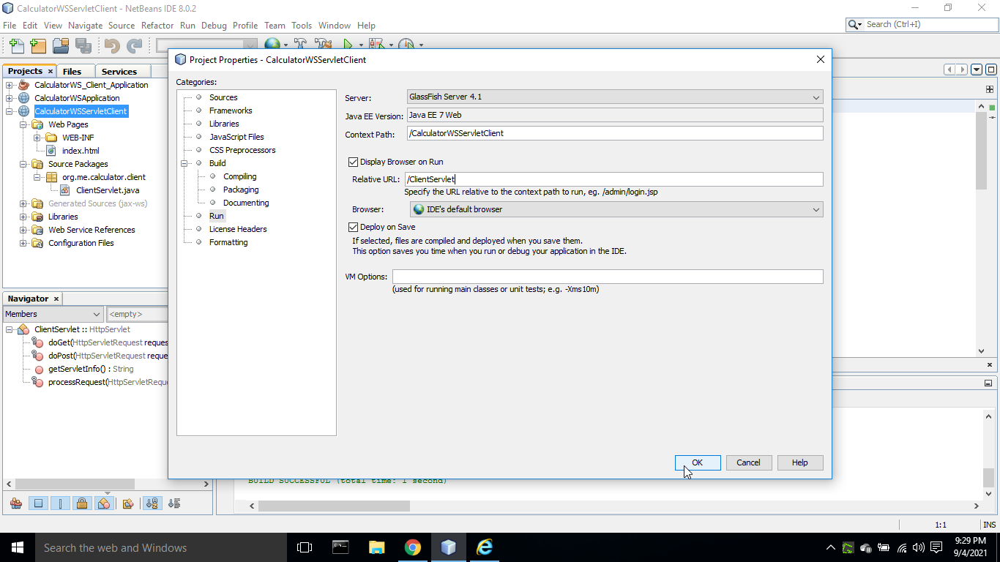 CalculatorWSServletClient - NetBeans IDE 8.0.2
File Edit View Navigate Source Refactor Run Debug Profile Team Tools Window Help
Search (Ctrl+I)
Project Properties - CalculatorWSServletClient
Projects Files Services
CalculatorWS_Client_Application
CalculatorWSApplication
CalculatorWSServletClient
Web Pages
WEB-INF
index.html
Source Packages
org.me.calculator.client
ClientServlet.java
Generated Sources (jax-ws)
Libraries
Web Service References
Configuration Files
Navigator
Members
<empty>
ClientServlet :: HttpServlet
doGet(HttpServletRequest reque
doPost(HttpServletRequest reque
getServletInfo() : String
processRequest(HttpServletRequ
Categories:
Sources
Frameworks
Libraries
JavaScript Files
CSS Preprocessors
Build
Compiling
Packaging
Documenting
Run
License Headers
Formatting
Server: GlassFish Server 4.1
Java EE Version: Java EE 7 Web
Context Path: /CalculatorWSServletClient
Display Browser on Run
Relative URL: /ClientServlet
Specify the URL relative to the context path to run, eg. /admin/login.jsp
Browser: IDE's default browser
Deploy on Save
If selected, files are compiled and deployed when you save them.
This option saves you time when you run or debug your application in the IDE.
VM Options:
(used for running main classes or unit tests; e.g. -Xms10m)
OK Cancel Help
BUILD SUCCESSFUL (total time: 1 second)
1:1 INS
Search the web and Windows
9:29 PM
9/4/2021